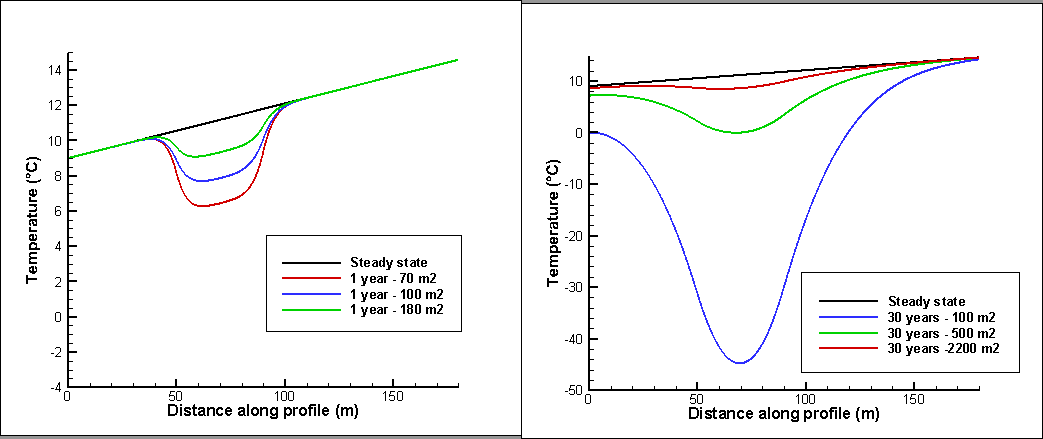 14
12
10
8
6
4
2
0
-2
-4
Temperature (°C)
0
50
100
150
Distance along profile (m)
Steady state
1 year - 70 m2
1 year - 100 m2
1 year - 180 m2
10
0
-10
-20
-30
-40
-50
Temperature (°C)
0
50
100
150
Distance along profile (m)
Steady state
30 years - 100 m2
30 years - 500 m2
30 years -2200 m2